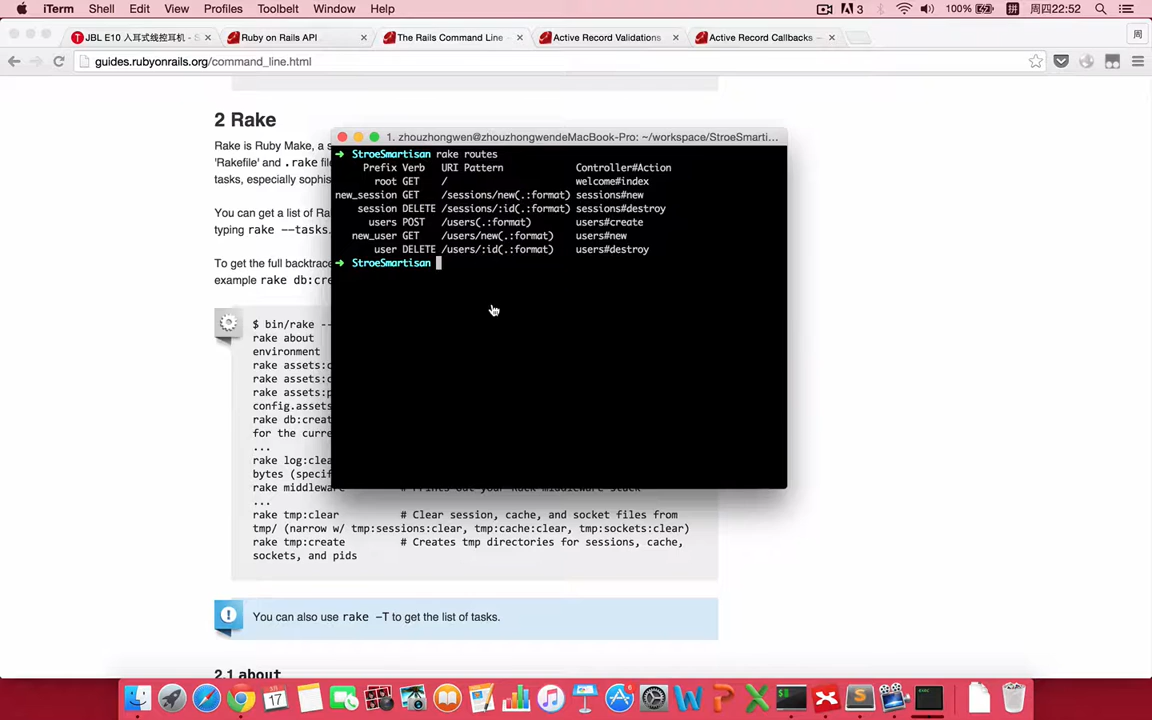 iTerm Shell Edit View Profiles Toolbelt Window Help 3 100% 拼 周四22:52
JBL E10 入耳式线控耳机 - S Ruby on Rails API The Rails Command Line Active Record Validations Active Record Callbacks — 周
guides.rubyonrails.org/command_line.html
2 Rake
Rake is Ruby Make, a s
'Rakefile' and .rake file
tasks, especially sophis
You can get a list of Ra
typing rake --tasks.
To get the full backtrace
example rake db:cre
$ bin/rake --
rake about
environment
rake assets:c
rake assets:c
rake assets:p
config.assets
rake db:creat
for the curre
...
rake log:clea
bytes (specif
rake middleware # Prints out your Rack middleware stack
...
rake tmp:clear # Clear session, cache, and socket files from
tmp/ (narrow w/ tmp:sessions:clear, tmp:cache:clear, tmp:sockets:clear)
rake tmp:create # Creates tmp directories for sessions, cache,
sockets, and pids
You can also use rake -T to get the list of tasks.
2.1 about
1. zhouzhongwen@zhouzhongwendeMacBook-Pro: ~/workspace/StroeSmarti...
➜ StroeSmartisan rake routes
Prefix Verb URI Pattern Controller#Action
root GET / welcome#index
new_session GET /sessions/new(.:format) sessions#new
session DELETE /sessions/:id(.:format) sessions#destroy
users POST /users(.:format) users#create
new_user GET /users/new(.:format) users#new
user DELETE /users/:id(.:format) users#destroy
➜ StroeSmartisan
17